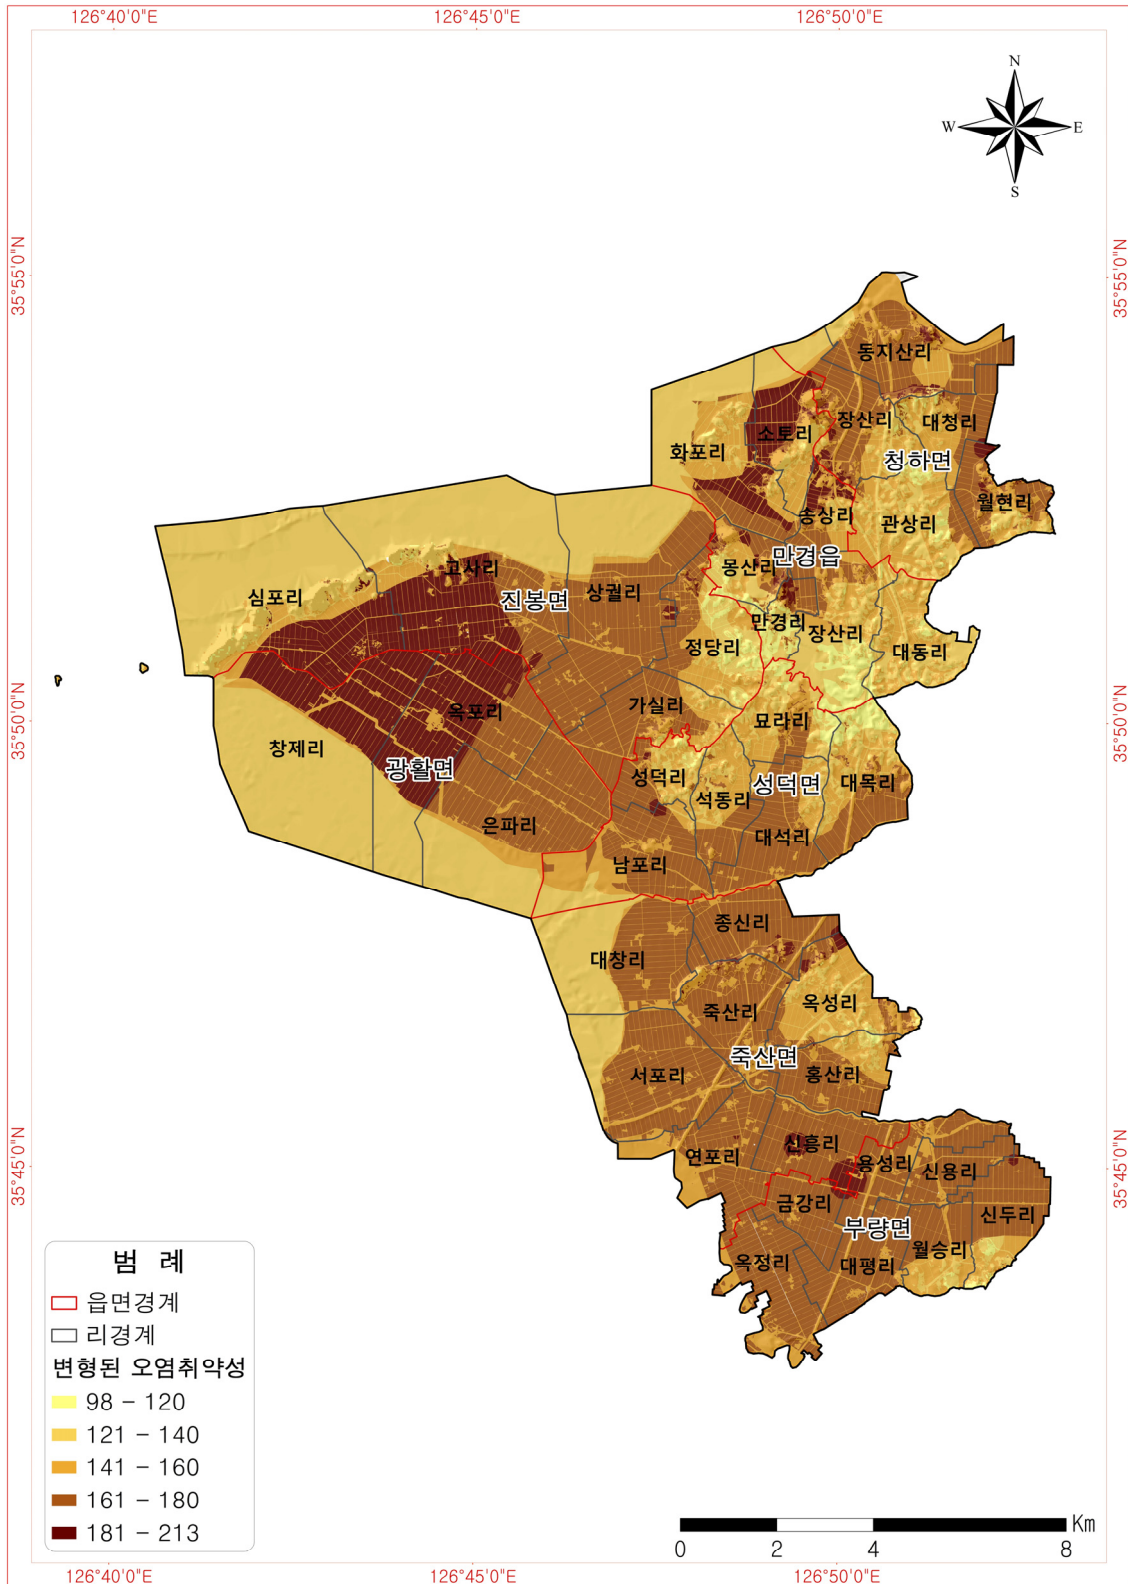 126°40'0"E
126°45'0"E
126°50'0"E
N
W
E
S
35°55'0"N
35°55'0"N
동지산리
장산리
대청리
소토리
화포리
청하면
월현리
송상리
관상리
만경읍
몽산리
고사리
상궐리
심포리
진봉면
만경리
장산리
정당리
대동리
가실리
옥포리
묘라리
35°50'0"N
35°50'0"N
창제리
광활면
성덕리
성덕면
대목리
석동리
은파리
대석리
남포리
종신리
대창리
옥성리
죽산리
죽산면
서포리
홍산리
신흥리
연포리
용성리
신용리
35°45'0"N
35°45'0"N
금강리
신두리
부량면
월승리
옥정리
대평리
범 례
읍면경계
리경계
변형된 오염취약성
98 - 120
121 - 140
141 - 160
161 - 180
181 - 213
Km
0 2 4 8
126°40'0"E
126°45'0"E
126°50'0"E